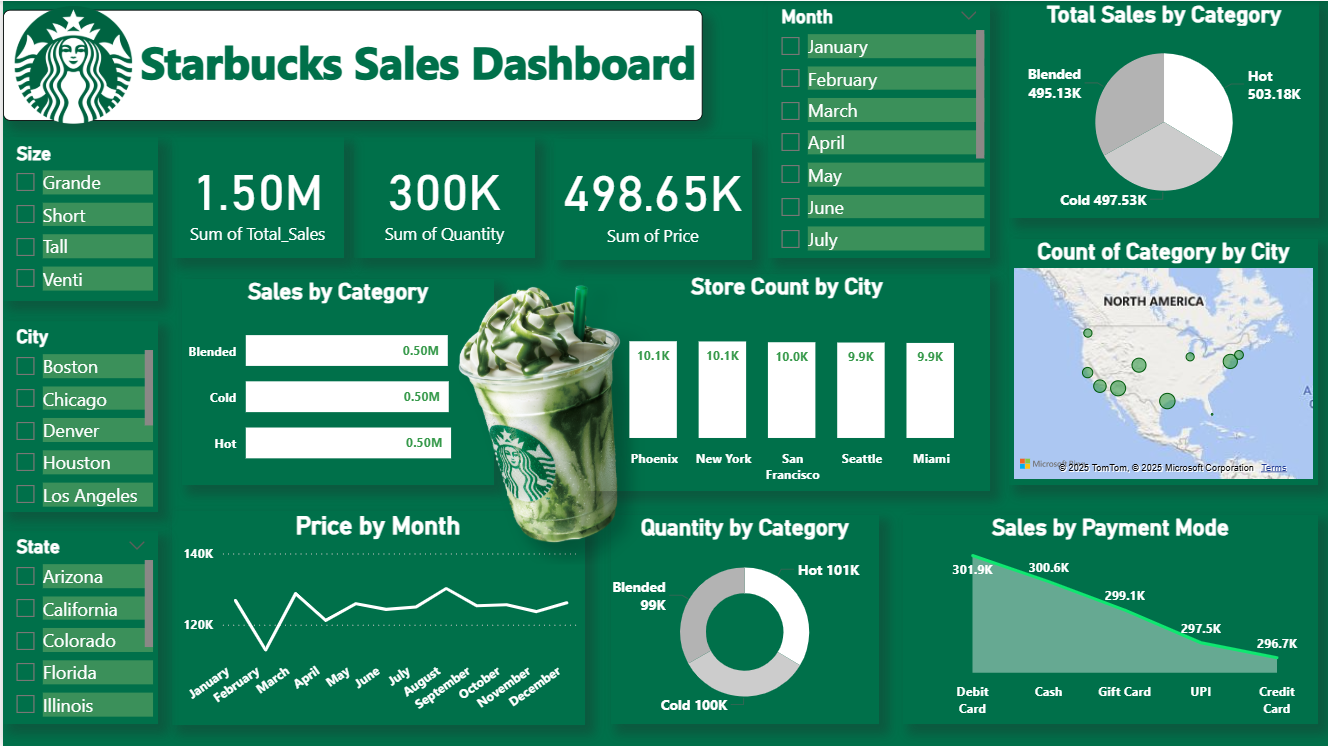 Starbucks Sales Dashboard
Month
January
February
March
April
May
June
July
Total Sales by Category
Blended
495.13K
Hot
503.18K
Cold 497.53K
Size
Grande
Short
Tall
Venti
1.50M
Sum of Total_Sales
300K
Sum of Quantity
498.65K
Sum of Price
City
Boston
Chicago
Denver
Houston
Los Angeles
Sales by Category
Blended
0.50M
Cold
0.50M
Hot
0.50M
Store Count by City
10.1K
10.1K
10.0K
9.9K
9.9K
Phoenix
New York
San
Francisco
Seattle
Miami
Count of Category by City
NORTH AMERICA
A
Microsoft
© 2025 TomTom, © 2025 Microsoft Corporation
Terms
State
Arizona
California
Colorado
Florida
Illinois
Price by Month
140K
120K
January
February
March
April
May
June
July
August
September
October
November
December
Quantity by Category
Blended
99K
Hot 101K
Cold 100K
Sales by Payment Mode
301.9K
300.6K
299.1K
297.5K
296.7K
Debit
Card
Cash
Gift Card
UPI
Credit
Card